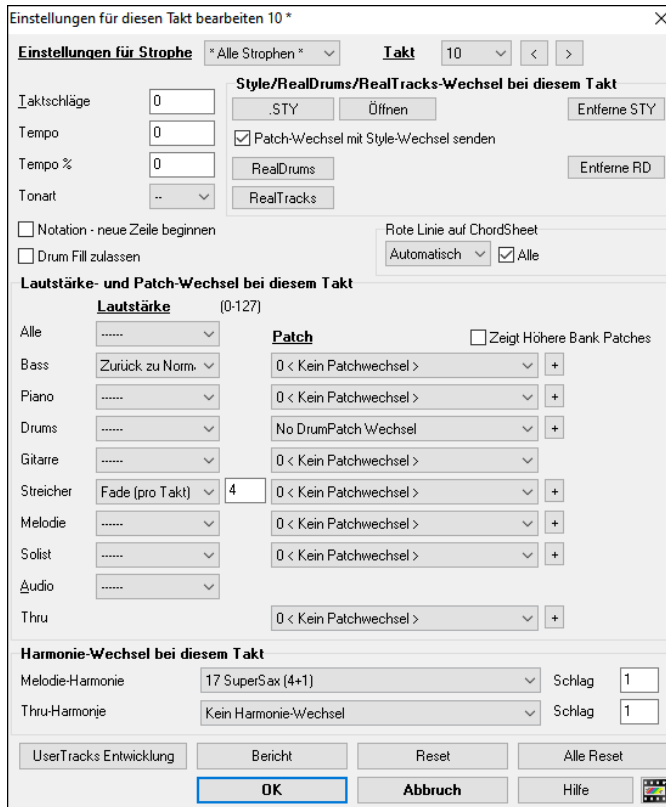 Einstellungen für diesen Takt bearbeiten 10 *
Einstellungen für Strophe * Alle Strophen * Takt 10 < >
Style/RealDrums/RealTracks-Wechsel bei diesem Takt
Taktschläge 0 .STY Öffnen Entferne STY
Tempo 0 Patch-Wechsel mit Style-Wechsel senden
Tempo % 0 RealDrums Entferne RD
Tonart -- RealTracks
Notation - neue Zeile beginnen Rote Linie auf ChordSheet
Drum Fill zulassen Automatisch Alle
Lautstärke- und Patch-Wechsel bei diesem Takt
Lautstärke (0-127)
Alle ------ Patch Zeigt Höhere Bank Patches
Bass Zurück zu Norm. 0 < Kein Patchwechsel > +
Piano ------ 0 < Kein Patchwechsel > +
Drums ------ No DrumPatch Wechsel +
Gitarre ------ 0 < Kein Patchwechsel >
Streicher Fade (pro Takt) 4 0 < Kein Patchwechsel > +
Melodie ------ 0 < Kein Patchwechsel > +
Solist ------ 0 < Kein Patchwechsel > +
Audio ------
Thru 0 < Kein Patchwechsel > +
Harmonie-Wechsel bei diesem Takt
Melodie-Harmonie 17 SuperSax (4+1) Schlag 1
Thru-Harmonie Kein Harmonie-Wechsel Schlag 1
UserTracks Entwicklung Bericht Reset Alle Reset
OK Abbruch Hilfe